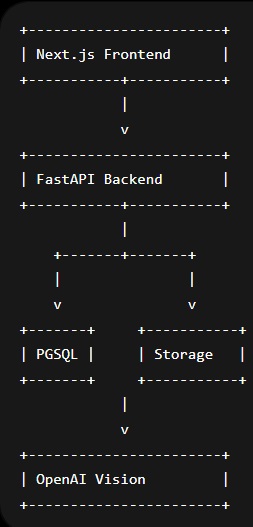 +-----------------------+
| Next.js Frontend      |
+-----------+-----------+
            |
            v
+-----------------------+
| FastAPI Backend       |
+-----------+-----------+
            |
    +-------+-------+
    |               |
    v               v
+-------+     +-----------+
| PGSQL |     | Storage   |
+-------+     +-----------+
            |
            v
+-----------------------+
| OpenAI Vision         |
+-----------------------+